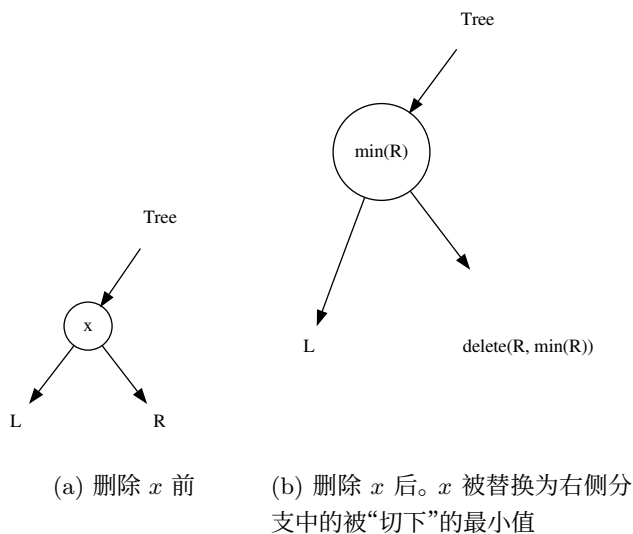 Tree
min(R)
L
delete(R, min(R))
Tree
x
L
R
(a) 删除 x 前
(b) 删除 x 后。x 被替换为右侧分
支中的被“切下”的最小值